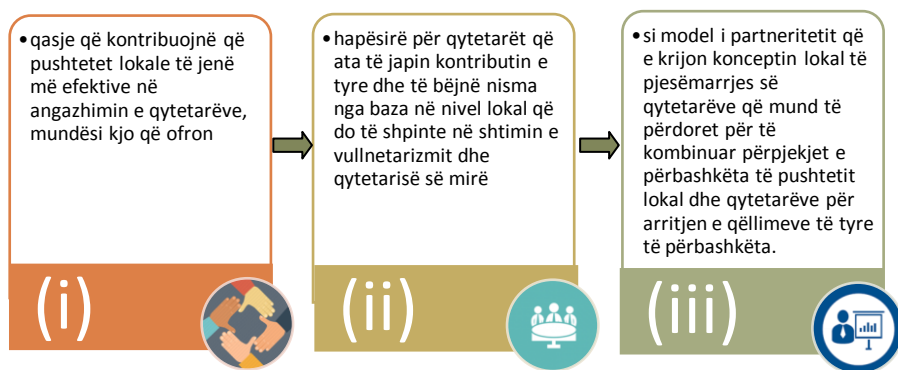 • qasje që kontribuojnë që
pushtetet lokale të jenë
më efektive në
angazhimin e qytetarëve,
mundësi kjo që ofron
(i)
• hapësirë për qytetarët që
ata të japin kontributin e
tyre dhe të bëjnë nisma
nga baza në nivel lokal që
do të shpinte në shtimin e
vullnetarizmit dhe
qytetarisë së mirë
(ii)
• si model i partneritetit që
e krijon konceptin lokal të
pjesëmarrjes së
qytetarëve që mund të
përdoret për të
kombinuar përpjekjet e
përbashkëta të pushtetit
lokal dhe qytetarëve për
arritjen e qëllimeve të tyre
të përbashkëta.
(iii)